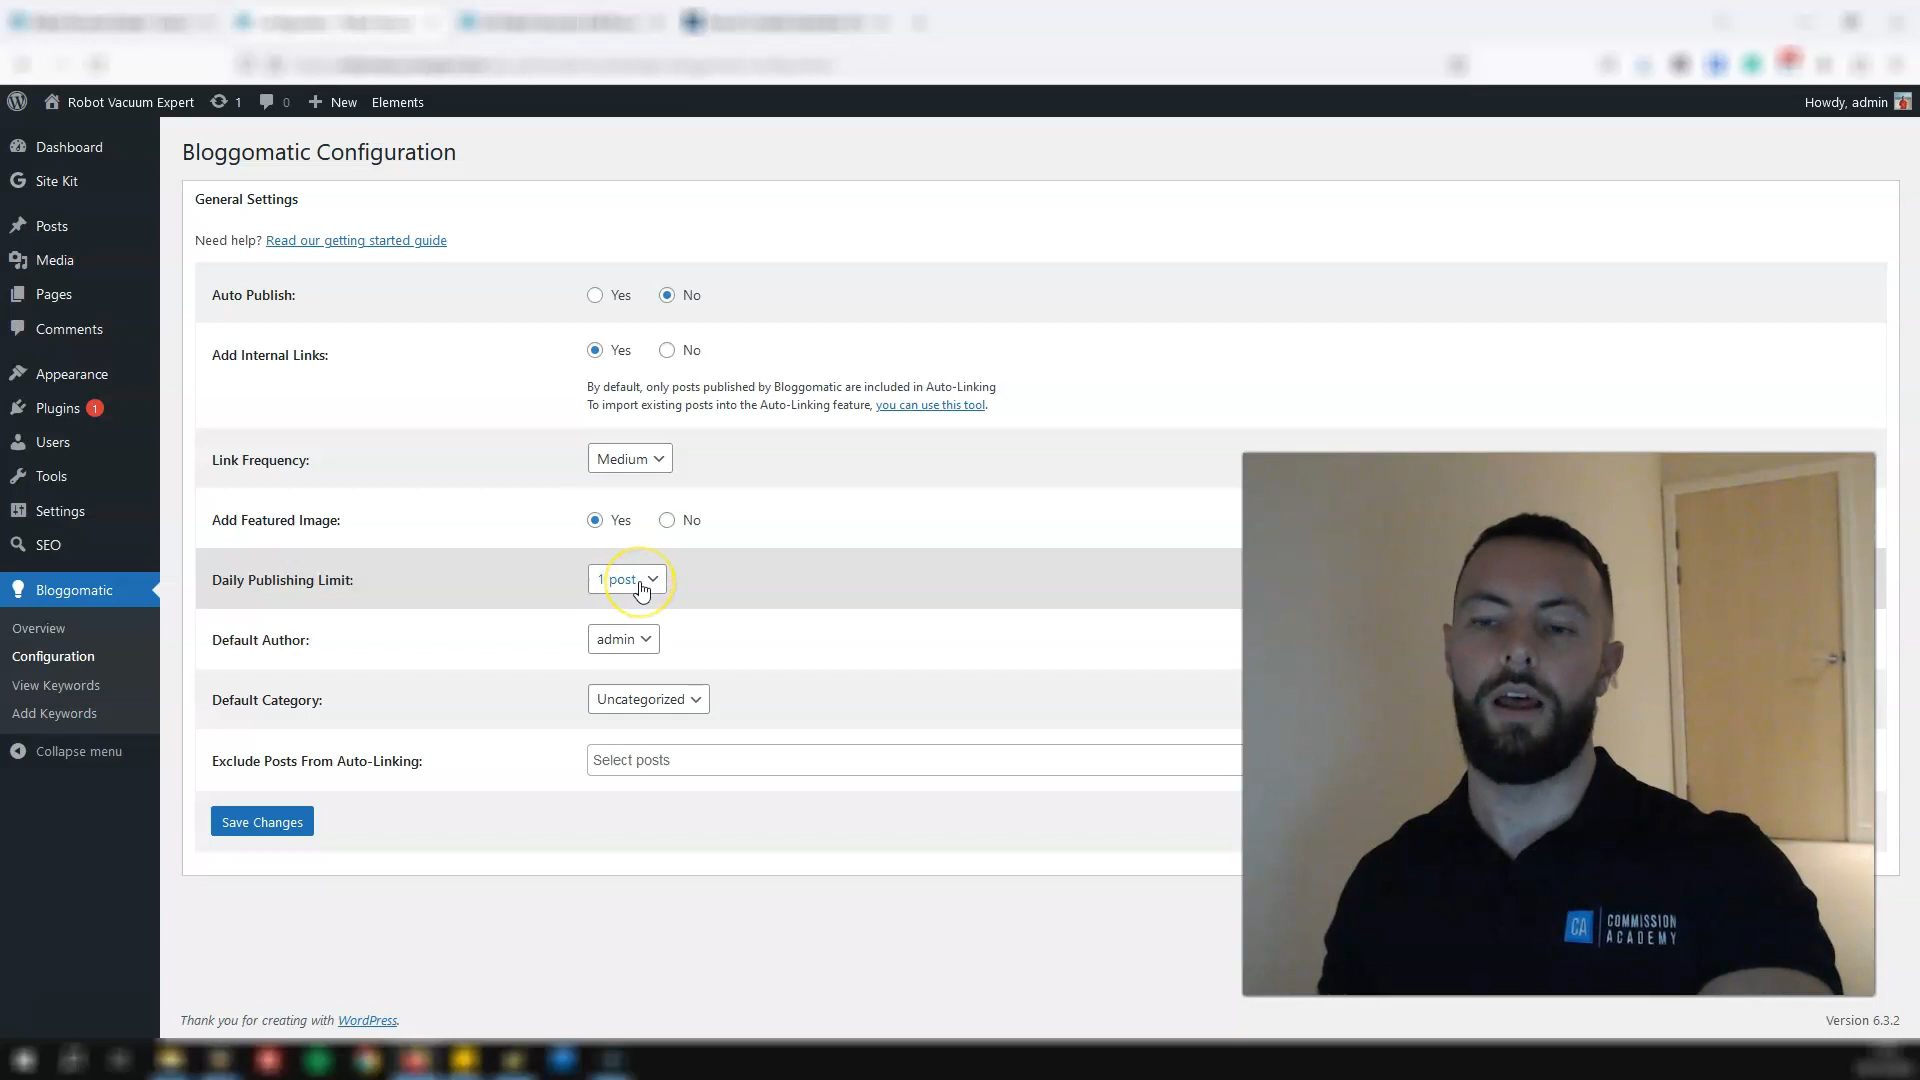 Robot Vacuum Expert 1 0 New Elements Howdy, admin
Dashboard
Site Kit
Posts
Media
Pages
Comments
Appearance
Plugins 1
Users
Tools
Settings
SEO
Bloggomatic
Overview
Configuration
View Keywords
Add Keywords
Collapse menu
Bloggomatic Configuration
General Settings
Need help? Read our getting started guide
Auto Publish: Yes No
Add Internal Links: Yes No
By default, only posts published by Bloggomatic are included in Auto-Linking
To import existing posts into the Auto-Linking feature, you can use this tool.
Link Frequency: Medium
Add Featured Image: Yes No
Daily Publishing Limit: 1 post
Default Author: admin
Default Category: Uncategorized
Exclude Posts From Auto-Linking: Select posts
Save Changes
CA COMMISSION
ACADEMY
Thank you for creating with WordPress. Version 6.3.2